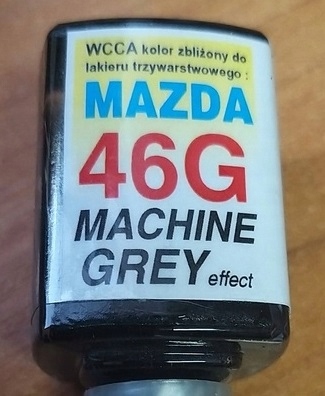 WCCA kolor zbliżony do
lakieru trzywarstwowego :
MAZDA
46G
MACHINE
GREY effect